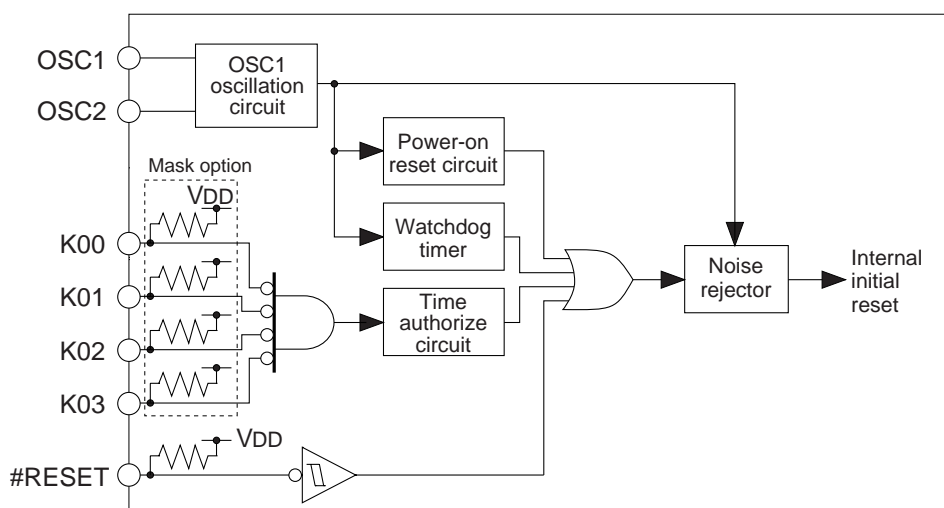 OSC1
OSC2
OSC1
oscillation
circuit
Power-on
reset circuit
Mask option
VDD
K00
K01
K02
K03
Watchdog
timer
Time
authorize
circuit
Noise
rejector
Internal
initial
reset
VDD
#RESET